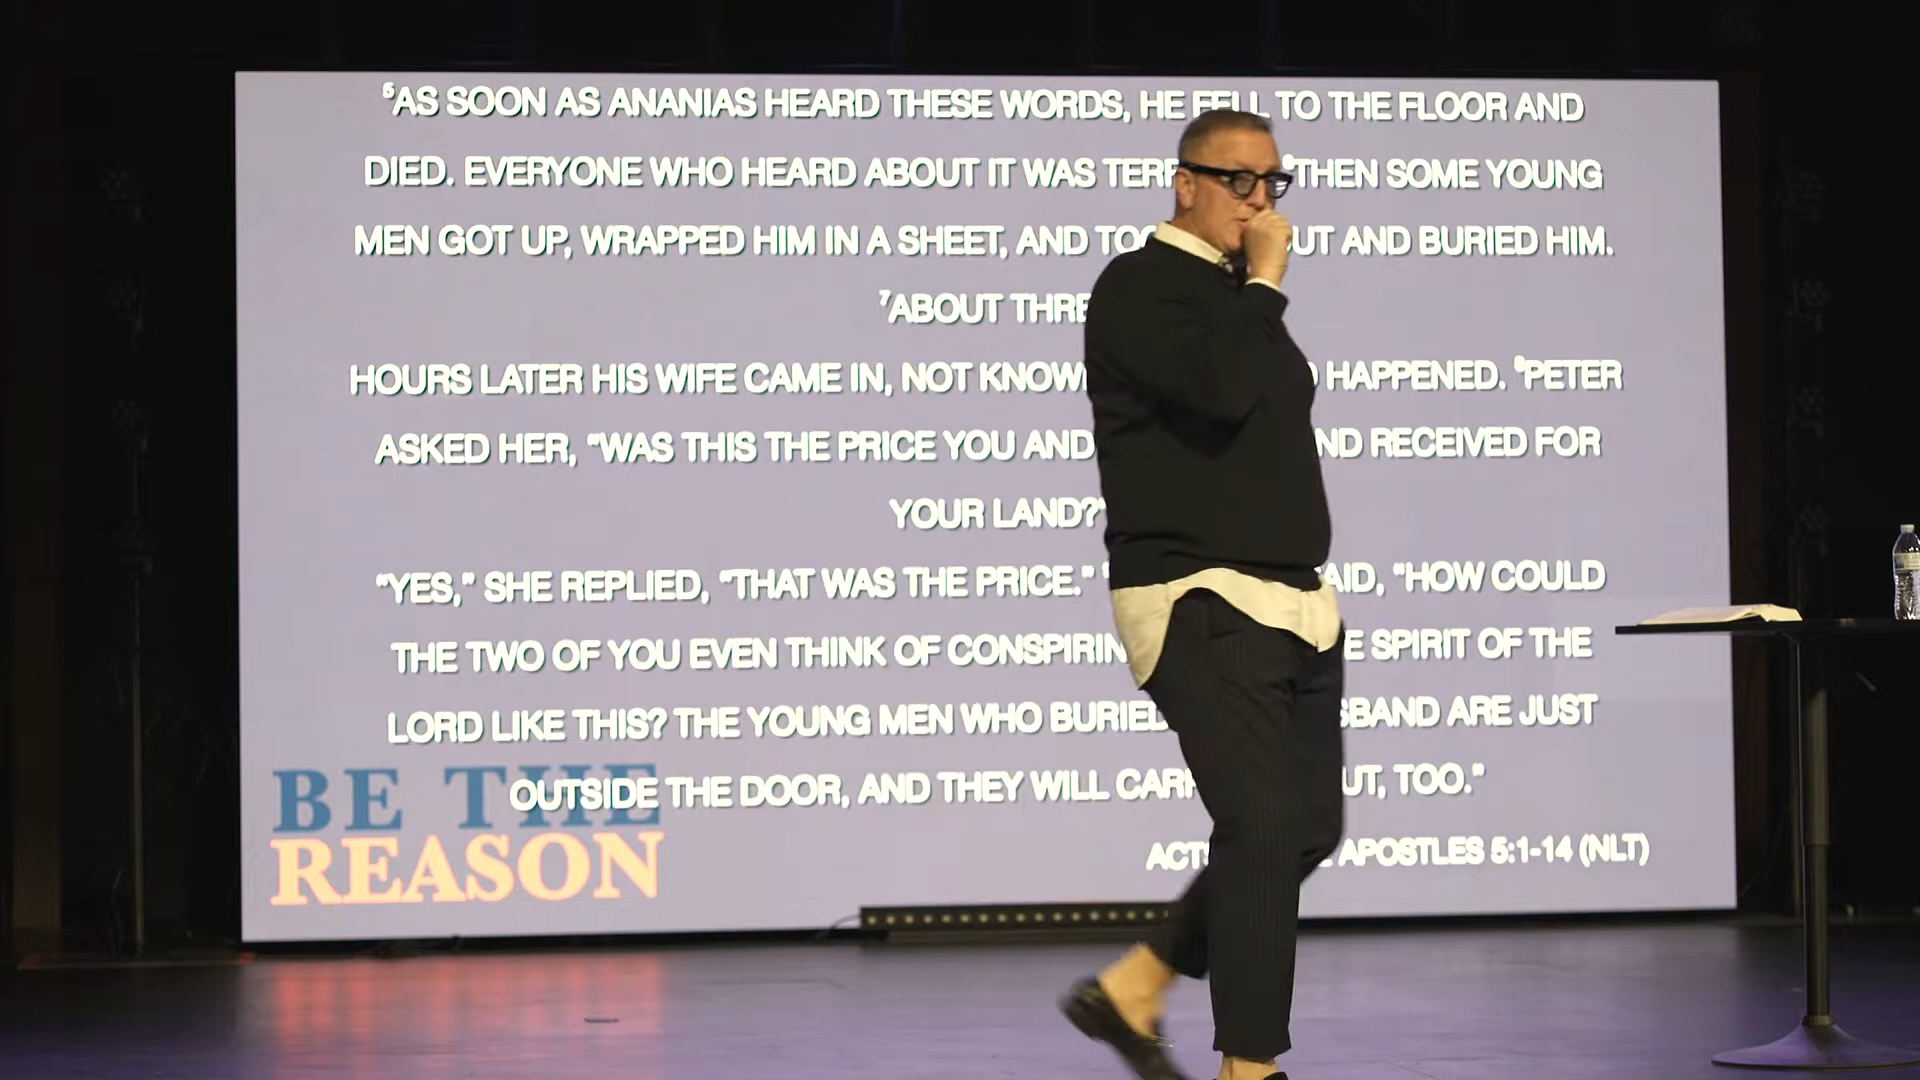 ⁵AS SOON AS ANANIAS HEARD THESE WORDS, HE FELL TO THE FLOOR AND
DIED. EVERYONE WHO HEARD ABOUT IT WAS ⁶THEN SOME YOUNG
MEN GOT UP, WRAPPED HIM IN A SHEET, AND AND BURIED HIM.
⁷ABOUT
HOURS LATER HIS WIFE CAME IN, NOT HAPPENED. ⁸PETER
ASKED HER, “WAS THIS THE PRICE YOU AND RECEIVED FOR
YOUR LAND?”
“YES,” SHE REPLIED, “THAT WAS THE PRICE.” “HOW COULD
THE TWO OF YOU EVEN THINK OF SPIRIT OF THE
LORD LIKE THIS? THE YOUNG MEN WHO BURIED ARE JUST
OUTSIDE THE DOOR, AND THEY WILL TOO.”
APOSTLES 5:1-14 (NLT)
BE THE
REASON